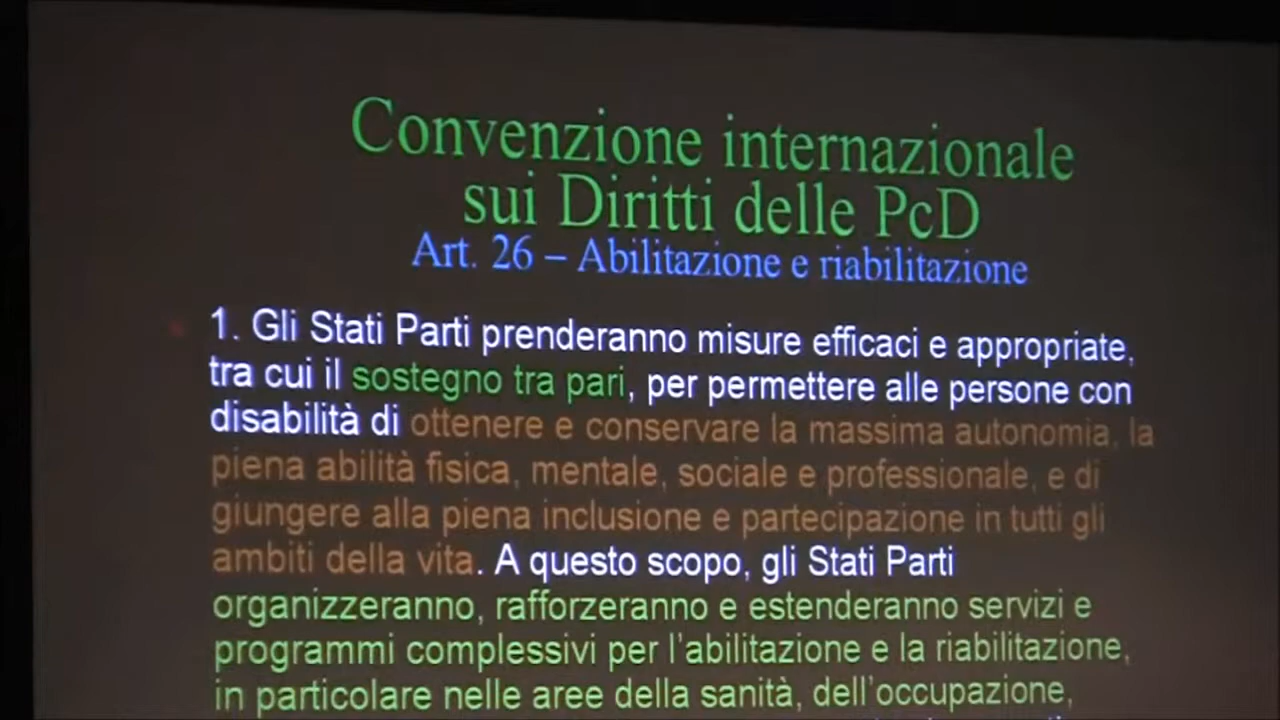 Convenzione internazionale
sui Diritti delle PcD
Art. 26 – Abilitazione e riabilitazione
1. Gli Stati Parti prenderanno misure efficaci e appropriate,
tra cui il sostegno tra pari, per permettere alle persone con
disabilità di ottenere e conservare la massima autonomia, la
piena abilità fisica, mentale, sociale e professionale, e di
giungere alla piena inclusione e partecipazione in tutti gli
ambiti della vita. A questo scopo, gli Stati Parti
organizzeranno, rafforzeranno e estenderanno servizi e
programmi complessivi per l'abilitazione e la riabilitazione,
in particolare nelle aree della sanità, dell'occupazione,